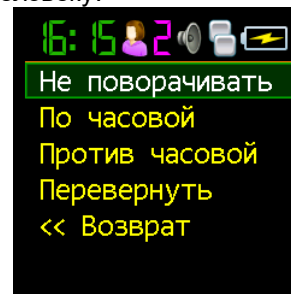 16:15 2
Не поворачивать
По часовой
Против часовой
Перевернуть
<< Возврат